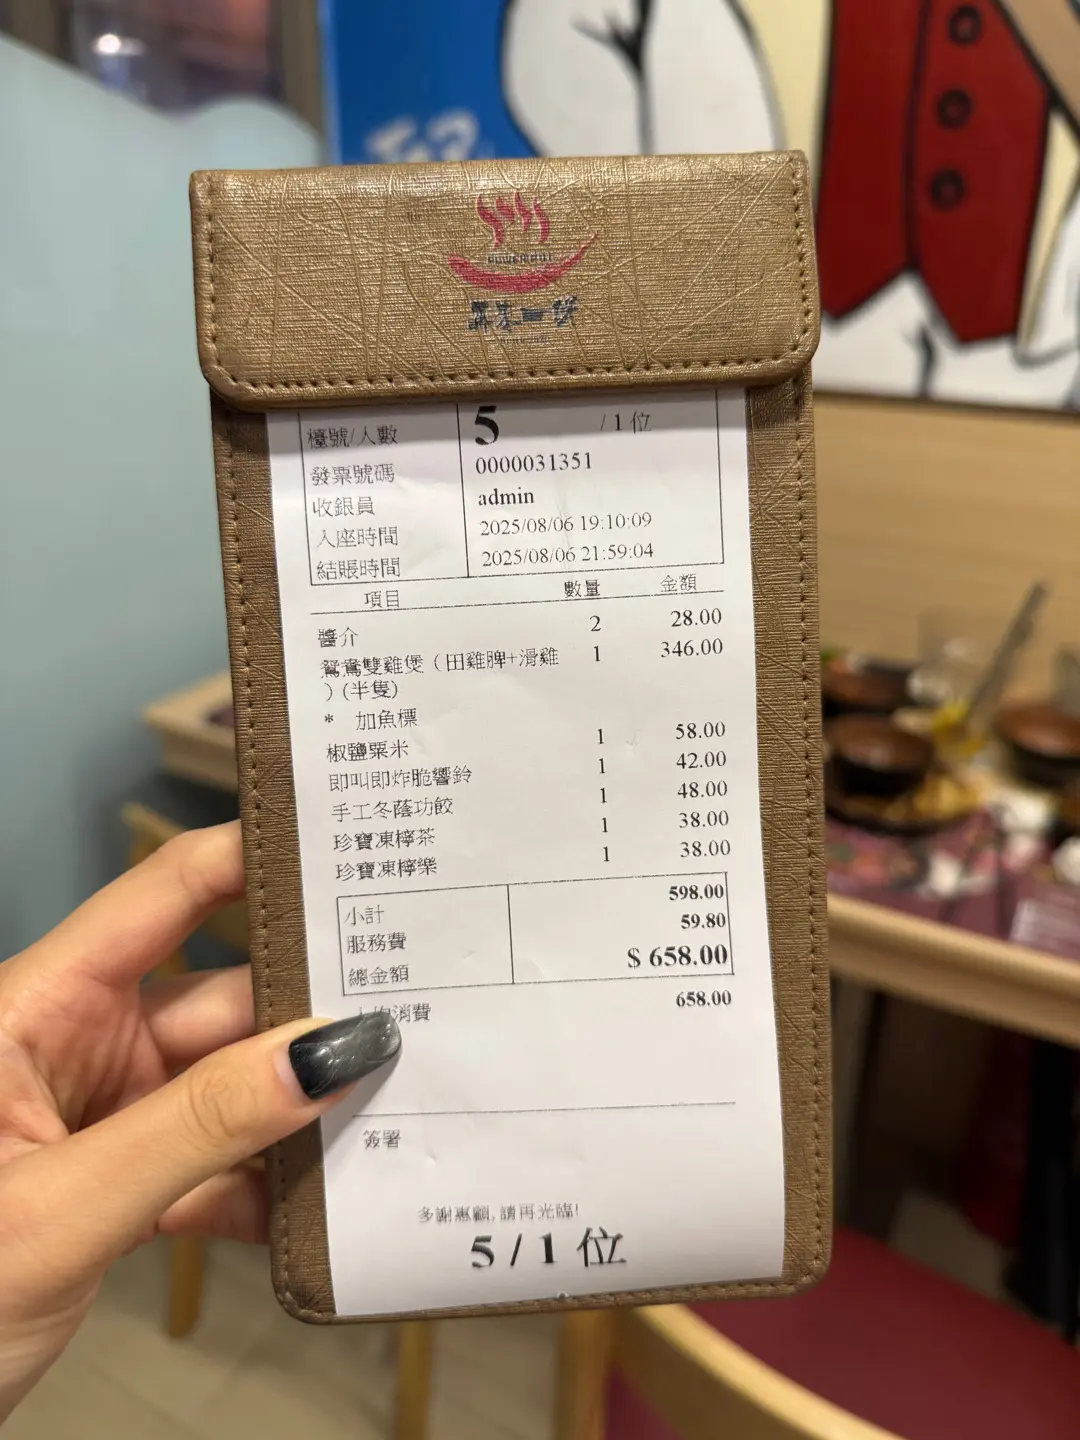 檯號/人數 5 / 1 位
發票號碼 0000031351
收銀員 admin
入座時間 2025/08/06 19:10:09
結賬時間 2025/08/06 21:59:04
項目 數量 金額
醬介 2 28.00
鴛鴦雙雞煲（田雞脾+滑雞 1 346.00
）(半隻)
* 加魚標
椒鹽粟米 1 58.00
即叫即炸脆響鈴 1 42.00
手工冬蔭功餃 1 48.00
珍寶凍檸茶 1 38.00
珍寶凍檸樂 1 38.00
小計 598.00
服務費 59.80
總金額 $ 658.00
消費 658.00
簽署
多謝惠顧, 請再光臨!
5 / 1 位